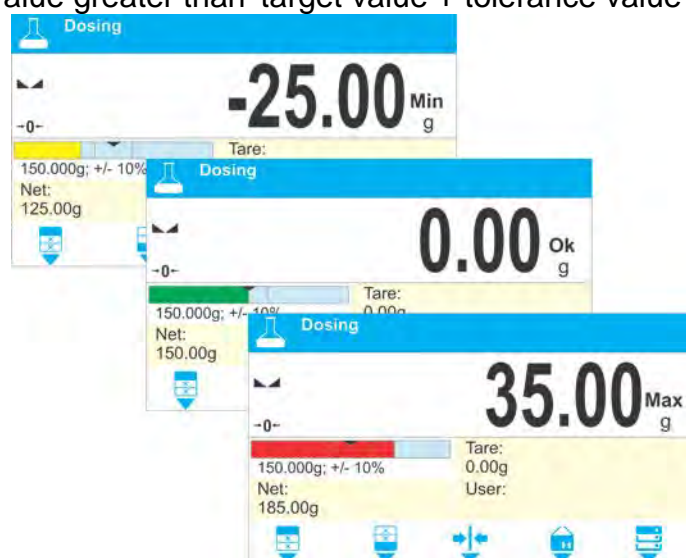 alue greater than target value + tolerance value
Dosing
-25.00 Min
g
→0←
Tare:
150.000g; +/- 10%
Net:
125.00g
Dosing
0.00 Ok
g
→0←
Tare:
0.00g
150.000g; +/- 10%
Net:
150.00g
Dosing
35.00 Max
g
→0←
Tare:
0.00g
150.000g; +/- 10%
Net:
185.00g
User: